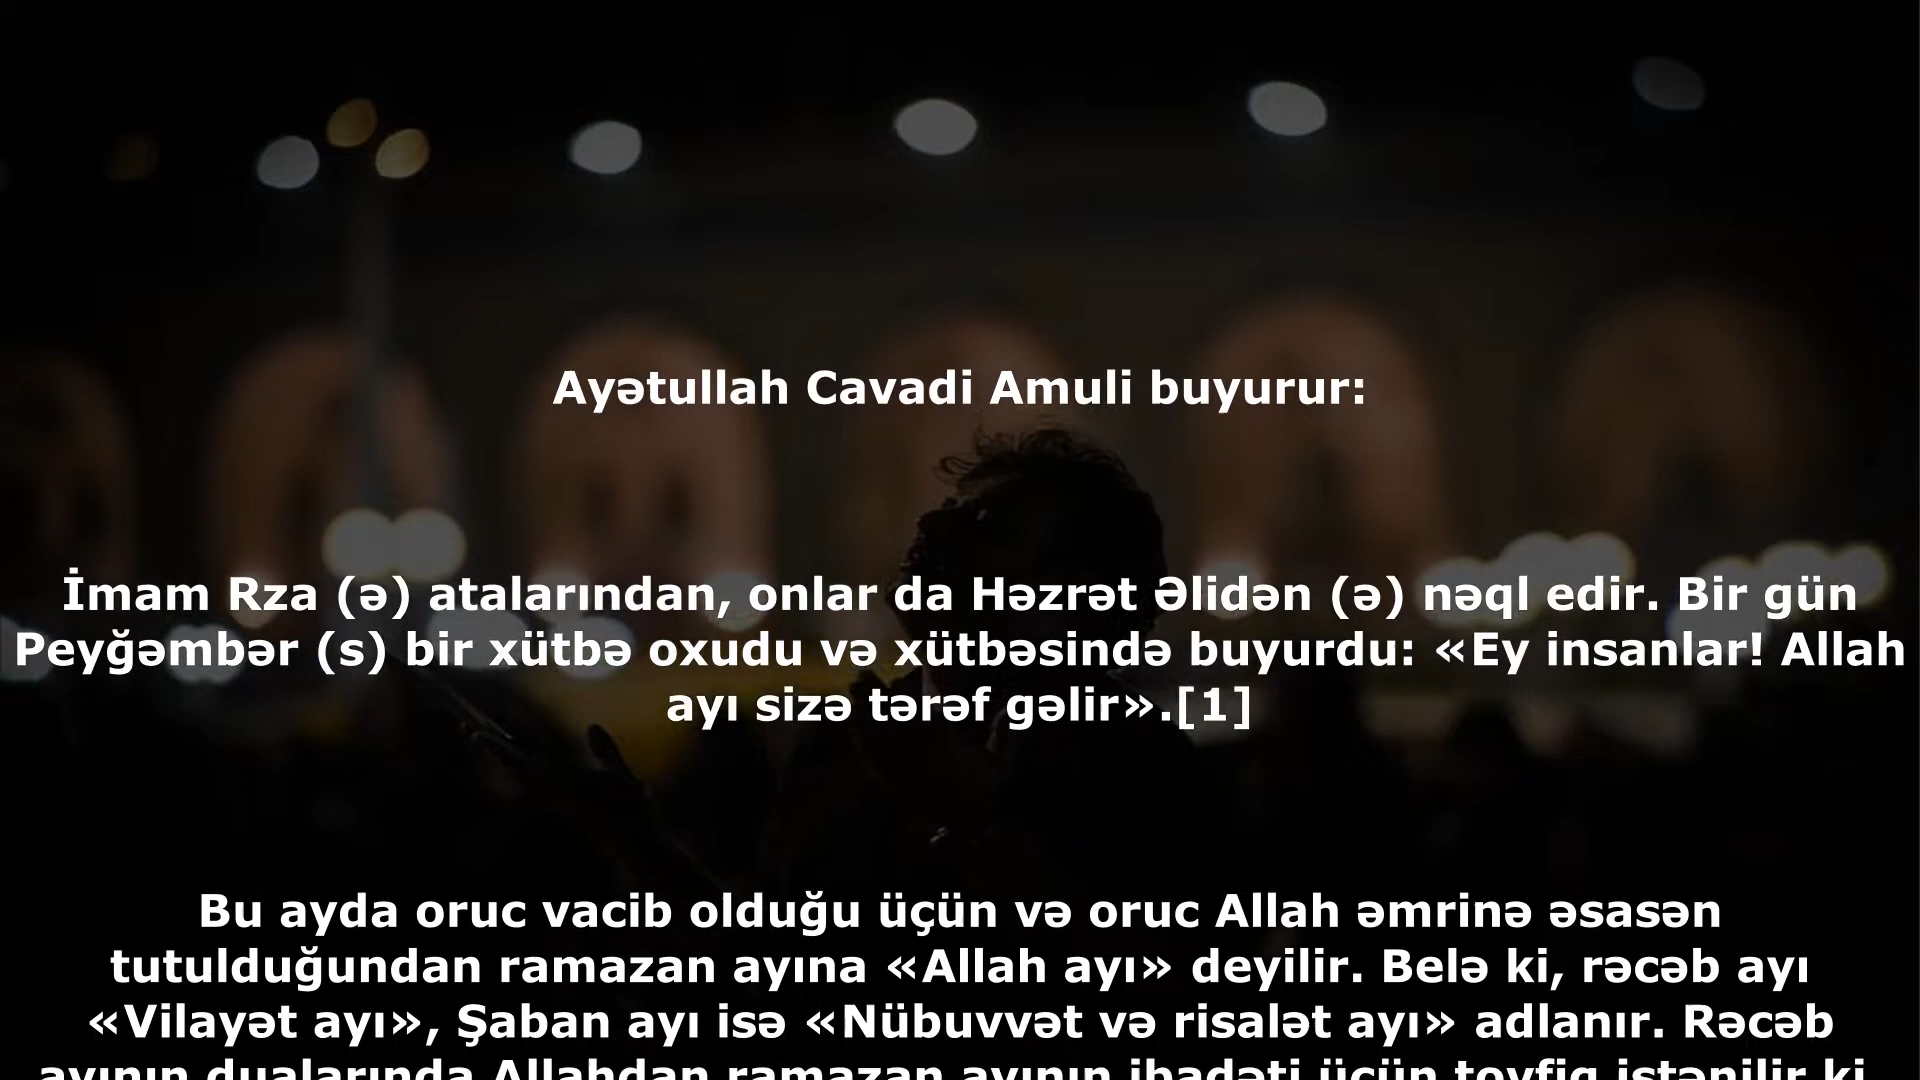 Ayətullah Cavadi Amuli buyurur:
İmam Rza (ə) atalarından, onlar da Həzrət Əlidən (ə) nəql edir. Bir gün
Peyğəmbər (s) bir xütbə oxudu və xütbəsində buyurdu: «Ey insanlar! Allah
ayı sizə tərəf gəlir».[1]
Bu ayda oruc vacib olduğu üçün və oruc Allah əmrinə əsasən
tutulduğundan ramazan ayına «Allah ayı» deyilir. Belə ki, rəcəb ayı
«Vilayət ayı», Şaban ayı isə «Nübuvvət və risalət ayı» adlanır. Rəcəb
ayının dualarında Allahdan ramazan ayının ibadəti üçün tovfiq istənilir ki